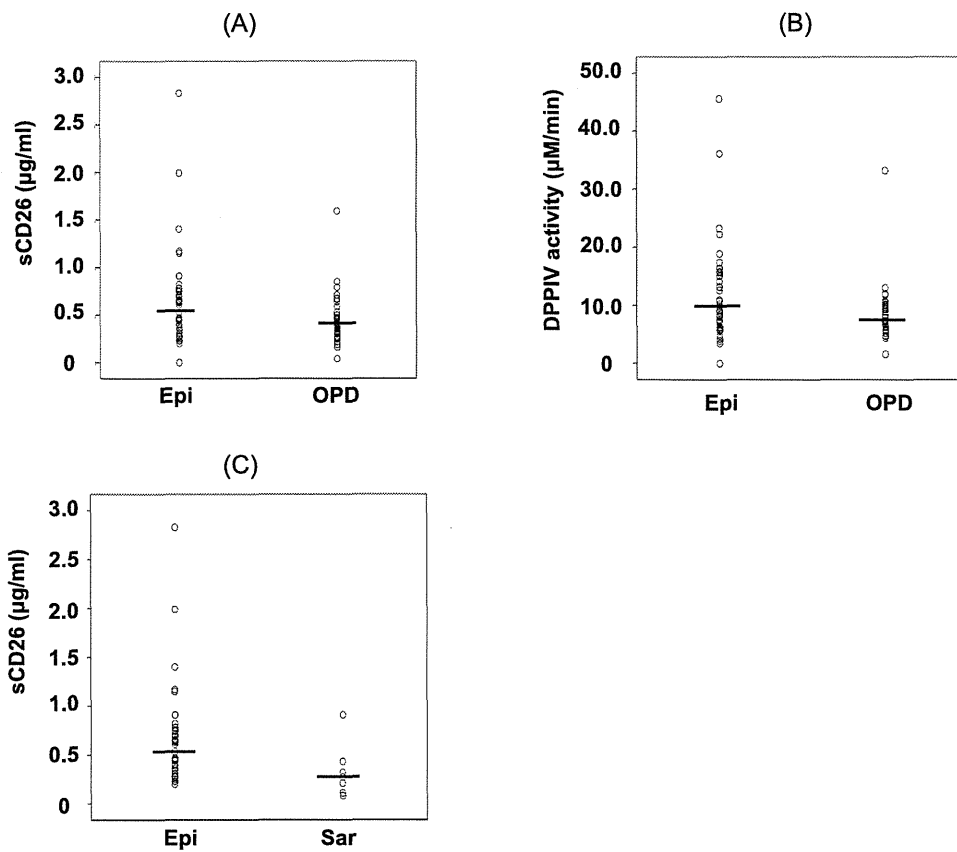 (A)
sCD26 (µg/ml)
3.0
2.5
2.0
1.5
1.0
0.5
0
Epi OPD
(B)
DPPIV activity (µM/min)
50.0
40.0
30.0
20.0
10.0
0
Epi OPD
(C)
sCD26 (µg/ml)
3.0
2.5
2.0
1.5
1.0
0.5
0
Epi Sar